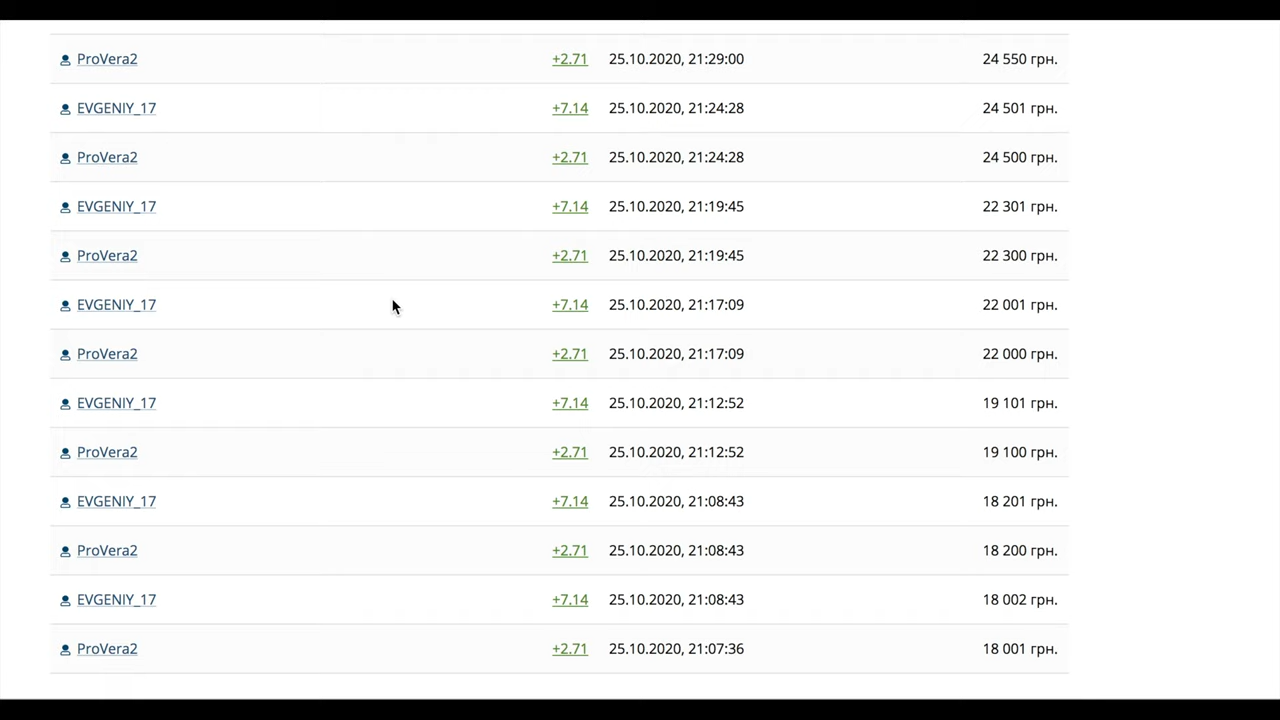 ProVera2 +2.71 25.10.2020, 21:29:00 24 550 грн.
EVGENIY_17 +7.14 25.10.2020, 21:24:28 24 501 грн.
ProVera2 +2.71 25.10.2020, 21:24:28 24 500 грн.
EVGENIY_17 +7.14 25.10.2020, 21:19:45 22 301 грн.
ProVera2 +2.71 25.10.2020, 21:19:45 22 300 грн.
EVGENIY_17 +7.14 25.10.2020, 21:17:09 22 001 грн.
ProVera2 +2.71 25.10.2020, 21:17:09 22 000 грн.
EVGENIY_17 +7.14 25.10.2020, 21:12:52 19 101 грн.
ProVera2 +2.71 25.10.2020, 21:12:52 19 100 грн.
EVGENIY_17 +7.14 25.10.2020, 21:08:43 18 201 грн.
ProVera2 +2.71 25.10.2020, 21:08:43 18 200 грн.
EVGENIY_17 +7.14 25.10.2020, 21:08:43 18 002 грн.
ProVera2 +2.71 25.10.2020, 21:07:36 18 001 грн.